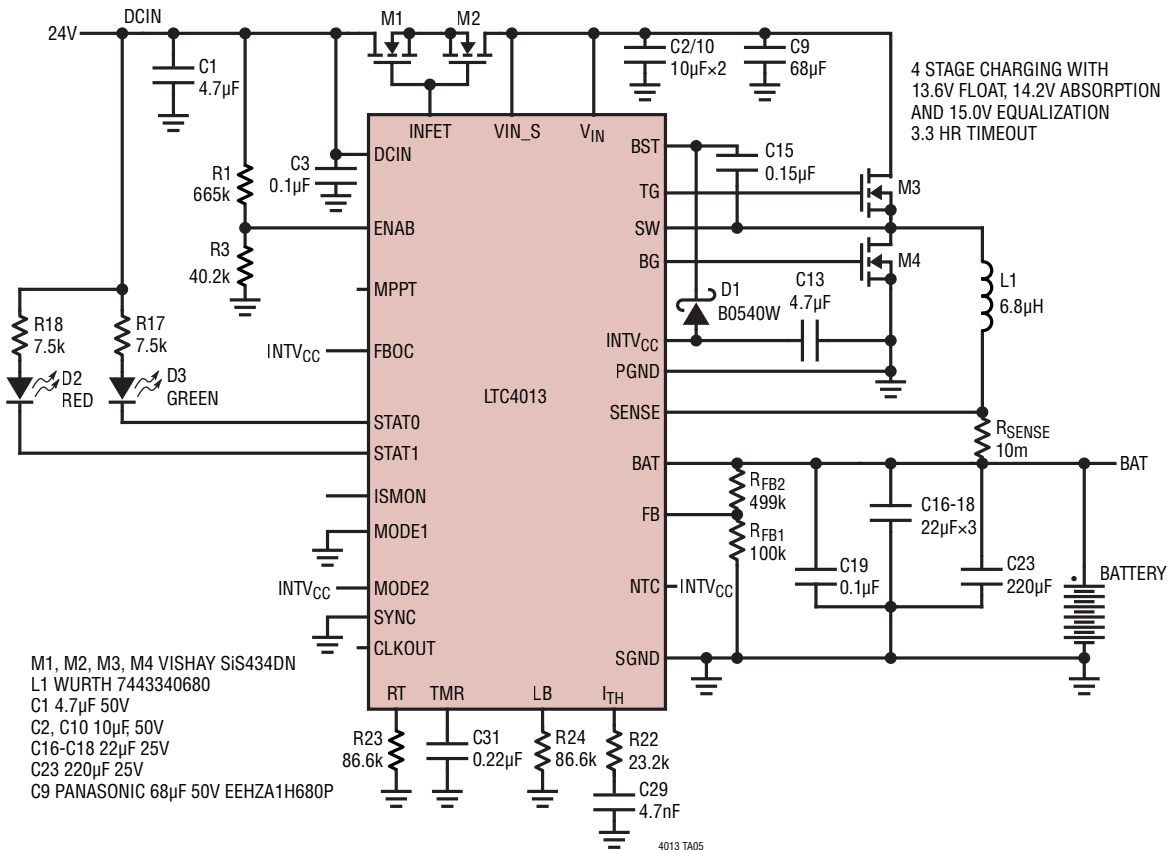 DCIN
24V
M1 M2
C1
4.7µF
C2/10
10µF×2
C9
68µF
4 STAGE CHARGING WITH
13.6V FLOAT, 14.2V ABSORPTION
AND 15.0V EQUALIZATION
3.3 HR TIMEOUT
INFET VIN_S VIN
DCIN
BST
C3
0.1µF
C15
0.15µF
R1
665k
TG
M3
ENAB
SW
R3
40.2k
BG
M4
MPPT
D1
B0540W
C13
4.7µF
L1
6.8µH
R18
7.5k
R17
7.5k
INTVCC
FBOC
INTVCC
PGND
D2
RED
D3
GREEN
LTC4013
STAT0
SENSE
RSENSE
10m
STAT1
BAT
BAT
ISMON
RFB2
499k
C16-18
22µF×3
FB
MODE1
RFB1
100k
C19
0.1µF
C23
220µF
BATTERY
INTVCC
MODE2
NTC
INTVCC
SYNC
CLKOUT
SGND
M1, M2, M3, M4 VISHAY SiS434DN
L1 WURTH 7443340680
C1 4.7µF 50V
C2, C10 10µF, 50V
C16-C18 22µF 25V
C23 220µF 25V
C9 PANASONIC 68µF 50V EEHZA1H680P
RT TMR LB ITH
R23
86.6k
C31
0.22µF
R24
86.6k
R22
23.2k
C29
4.7nF
4013 TA05